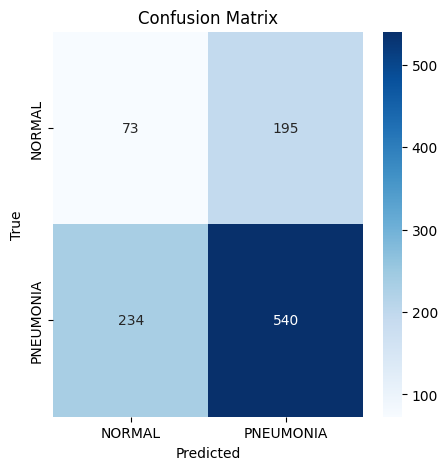 Confusion Matrix
True
NORMAL
73
195
PNEUMONIA
234
540
NORMAL
PNEUMONIA
Predicted
500
400
300
200
100